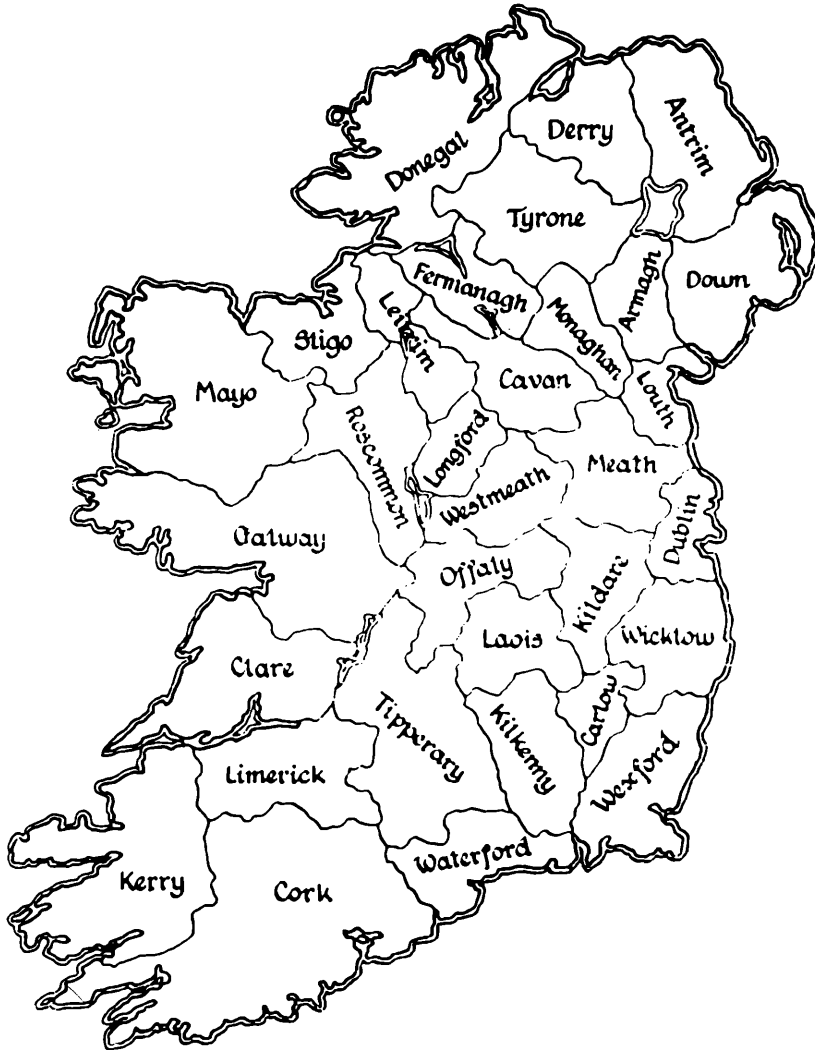 Donegal
Derry
Antrim
Tyrone
Fermanagh
Monaghan
Armagh
Down
Leitrim
Sligo
Mayo
Roscommon
Cavan
Louth
Longford
Westmeath
Meath
Galway
Offaly
Kildare
Dublin
Laois
Wicklow
Clare
Tipperary
Kilkenny
Carlow
Wexford
Limerick
Waterford
Kerry
Cork